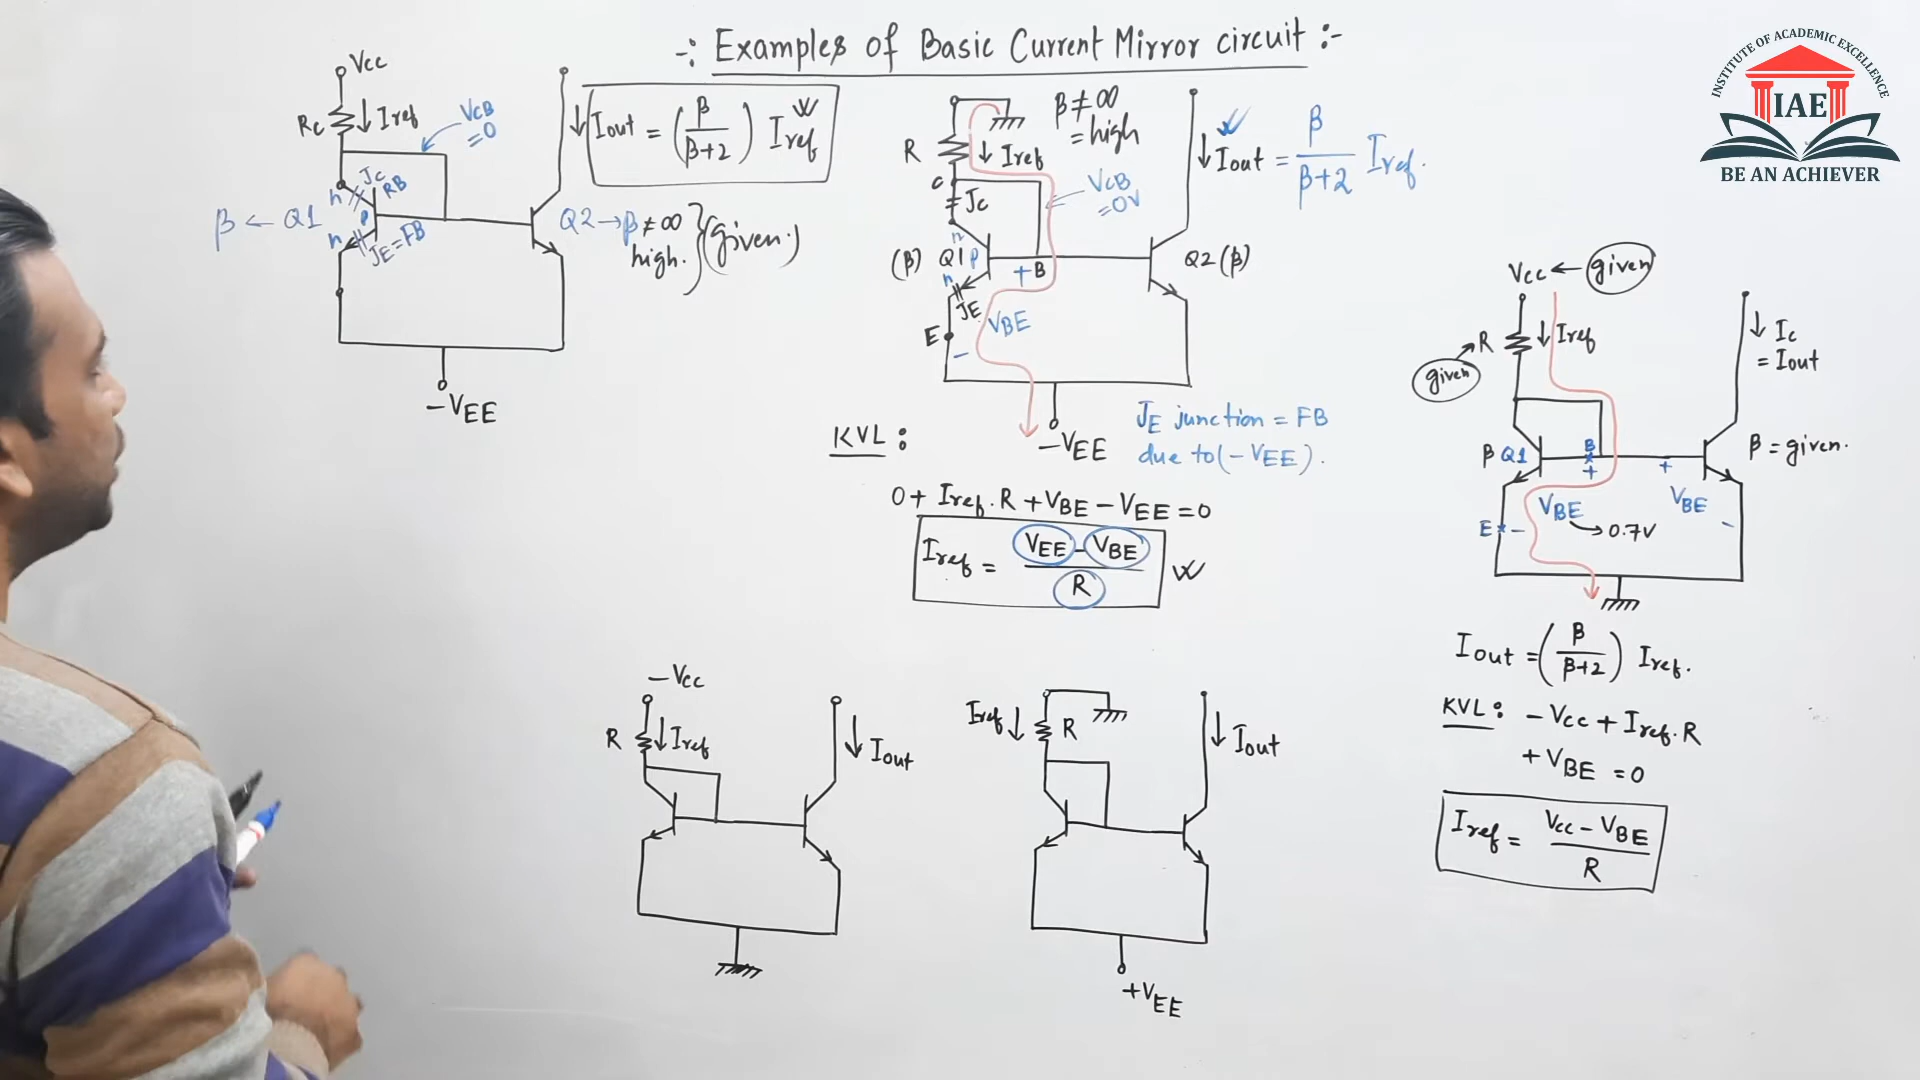 -: Examples of Basic Current Mirror circuit :-
INSTITUTE OF ACADEMIC EXCELLENCE
IAE
BE AN ACHIEVER
Vcc
Rc
Iref
VCB
=0
Iout = (β/β+2) Iref
Jc
RB
n
p
n
JE=FB
β ← Q1
Q2 → β ≠ ∞
high.
(given)
-VEE
R
Iref
β ≠ ∞
= high
Iout = β/β+2 Iref.
C
Jc
VCB
=0V
n
(β) Q1 p
n
+ B
JE
VBE
E
-
Q2 (β)
-VEE
JE junction = FB
due to (-VEE).
KVL:
0 + Iref.R + VBE - VEE = 0
Iref = VEE - VBE/R
Vcc ← given
R
given
Iref
Ic
= Iout
β Q1
B
+
+
β = given.
VBE
→ 0.7V
VBE
E -
-
Iout = (β/β+2) Iref.
KVL: - Vcc + Iref.R
+ VBE = 0
Iref = Vcc - VBE/R
-Vcc
R
Iref
Iout
Iref
R
Iout
+VEE